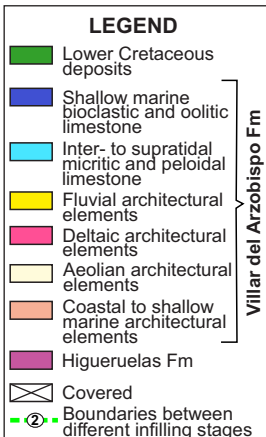 LEGEND
Lower Cretaceous
deposits
Shallow marine
bioclastic and oolitic
limestone
Inter- to supratidal
micritic and peloidal
limestone
Fluvial architectural
elements
Deltaic architectural
elements
Aeolian architectural
elements
Coastal to shallow
marine architectural
elements
Villar del Arzobispo Fm
Higueruelas Fm
Covered
2 Boundaries between
different infilling stages